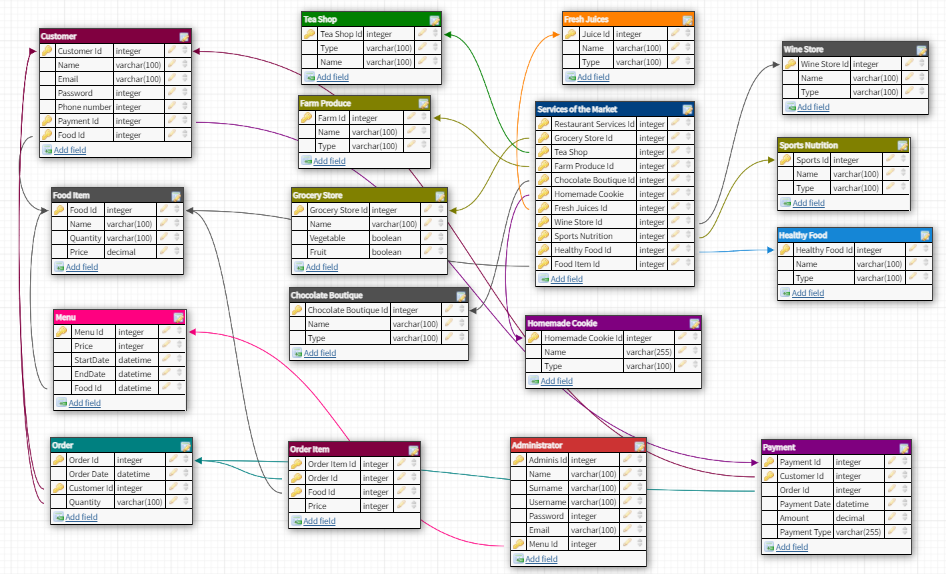 Customer
Customer Id integer
Name varchar(100)
Email varchar(100)
Password integer
Phone number integer
Payment Id integer
Food Id integer
Add field
Tea Shop
Tea Shop Id integer
Type varchar(100)
Name varchar(100)
Add field
Fresh Juices
Juice Id integer
Name varchar(100)
Type varchar(100)
Add field
Wine Store
Wine Store Id integer
Name varchar(100)
Type varchar(100)
Add field
Farm Produce
Farm Id integer
Name varchar(100)
Type varchar(100)
Add field
Services of the Market
Restaurant Services Id integer
Grocery Store Id integer
Tea Shop integer
Farm Produce Id integer
Chocolate Boutique Id integer
Homemade Cookie integer
Fresh Juices Id integer
Wine Store Id integer
Sports Nutrition integer
Healthy Food Id integer
Food Item Id integer
Add field
Sports Nutrition
Sports Id integer
Name varchar(100)
Type varchar(100)
Add field
Food Item
Food Id integer
Name varchar(100)
Quantity varchar(100)
Price decimal
Add field
Grocery Store
Grocery Store Id integer
Name varchar(100)
Vegetable boolean
Fruit boolean
Add field
Healthy Food
Healthy Food Id integer
Name varchar(100)
Type varchar(100)
Add field
Chocolate Boutique
Chocolate Boutique Id integer
Name varchar(100)
Type varchar(100)
Add field
Menu
Menu Id integer
Price integer
StartDate datetime
EndDate datetime
Food Id datetime
Add field
Homemade Cookie
Homemade Cookie Id integer
Name varchar(255)
Type varchar(100)
Add field
Order
Order Id integer
Order Date datetime
Customer Id integer
Quantity varchar(100)
Add field
Order Item
Order Item Id integer
Order Id integer
Food Id integer
Price integer
Add field
Administrator
Adminis Id integer
Name varchar(100)
Surname varchar(100)
Username varchar(100)
Password integer
Email varchar(100)
Menu Id integer
Add field
Payment
Payment Id integer
Customer Id integer
Order Id integer
Payment Date datetime
Amount decimal
Payment Type varchar(255)
Add field